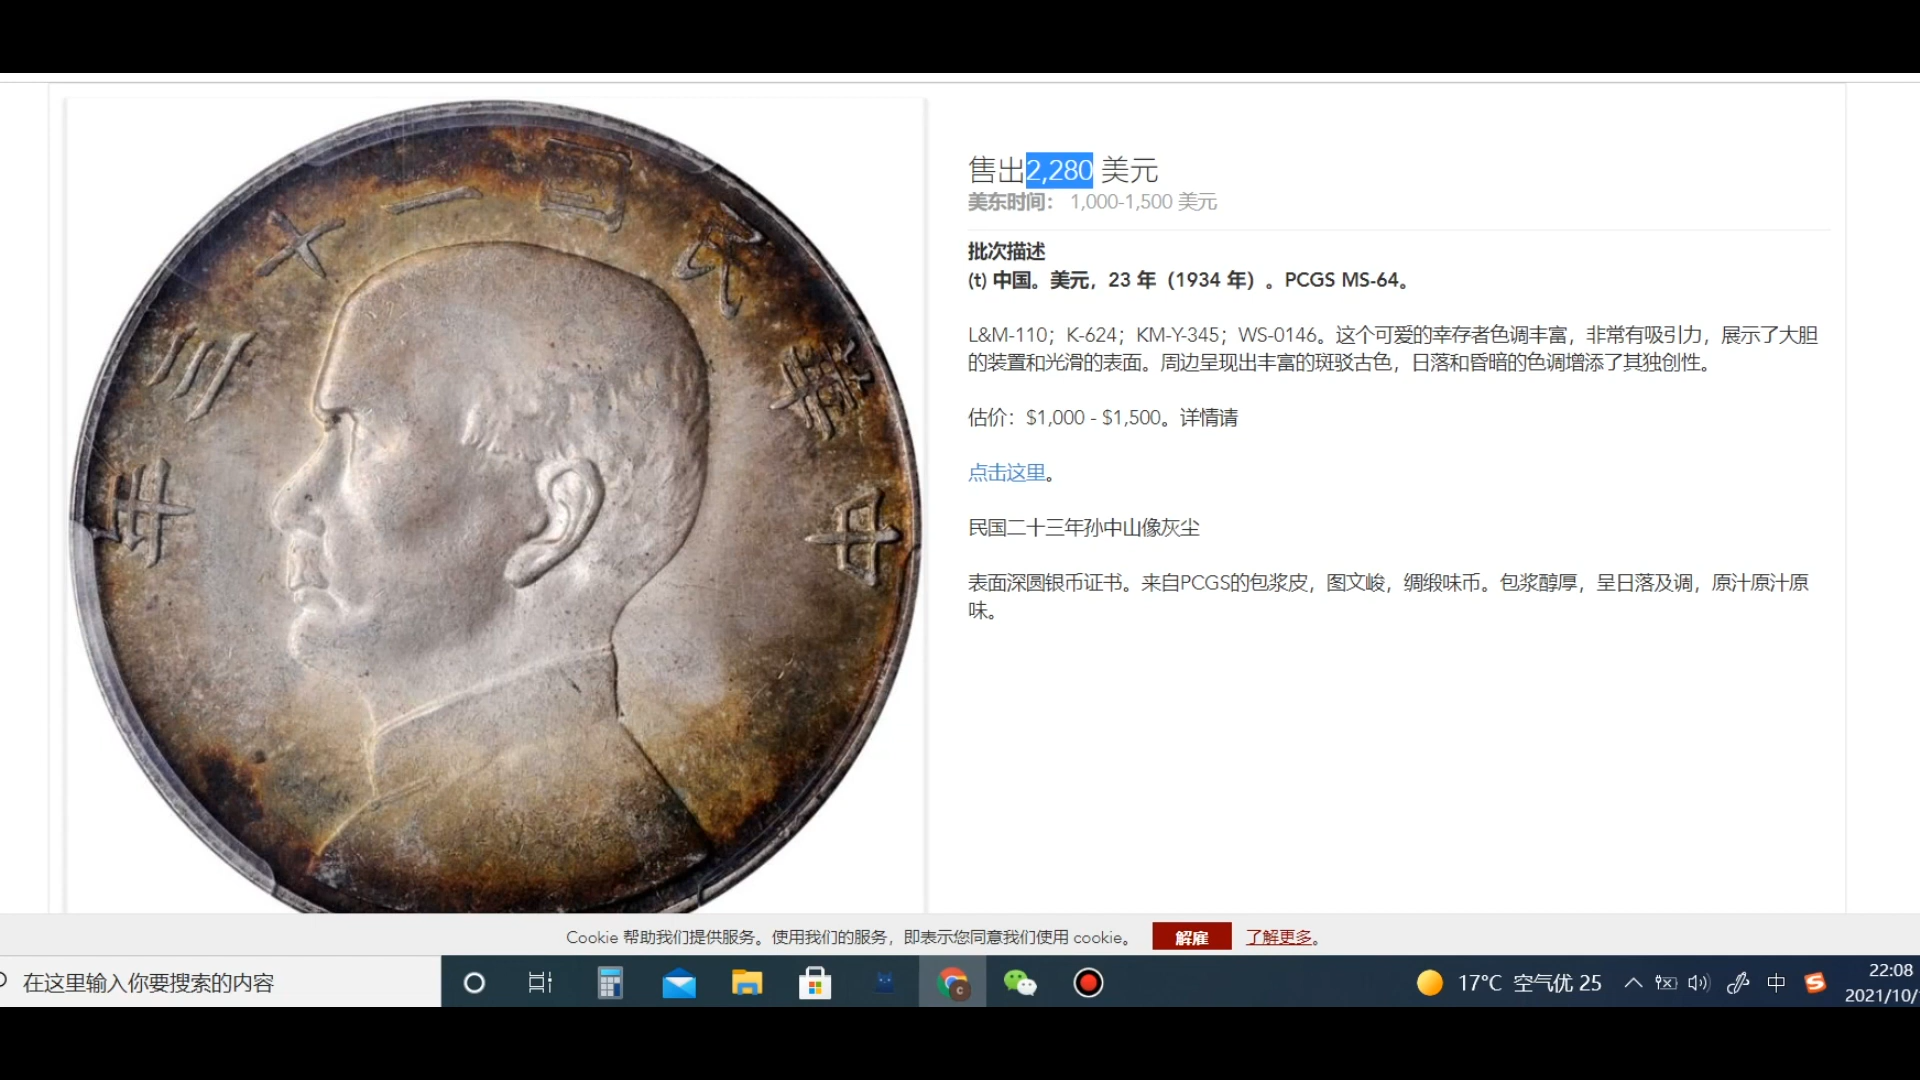 中華民國二十三年
售出2,280 美元
美东时间： 1,000-1,500 美元
批次描述
(t) 中国。美元，23 年（1934 年）。PCGS MS-64。
L&M-110；K-624；KM-Y-345；WS-0146。这个可爱的幸存者色调丰富，非常有吸引力，展示了大胆
的装置和光滑的表面。周边呈现出丰富的斑驳古色，日落和昏暗的色调增添了其独创性。
估价：$1,000 - $1,500。详情请
点击这里。
民国二十三年孙中山像灰尘
表面深圆银币证书。来自PCGS的包浆皮，图文峻，绸缎味币。包浆醇厚，呈日落及调，原汁原汁原
味。
Cookie 帮助我们提供服务。使用我们的服务，即表示您同意我们使用 cookie。 解雇 了解更多。
在这里输入你要搜索的内容
17°C 空气优 25
中
22:08
2021/10/